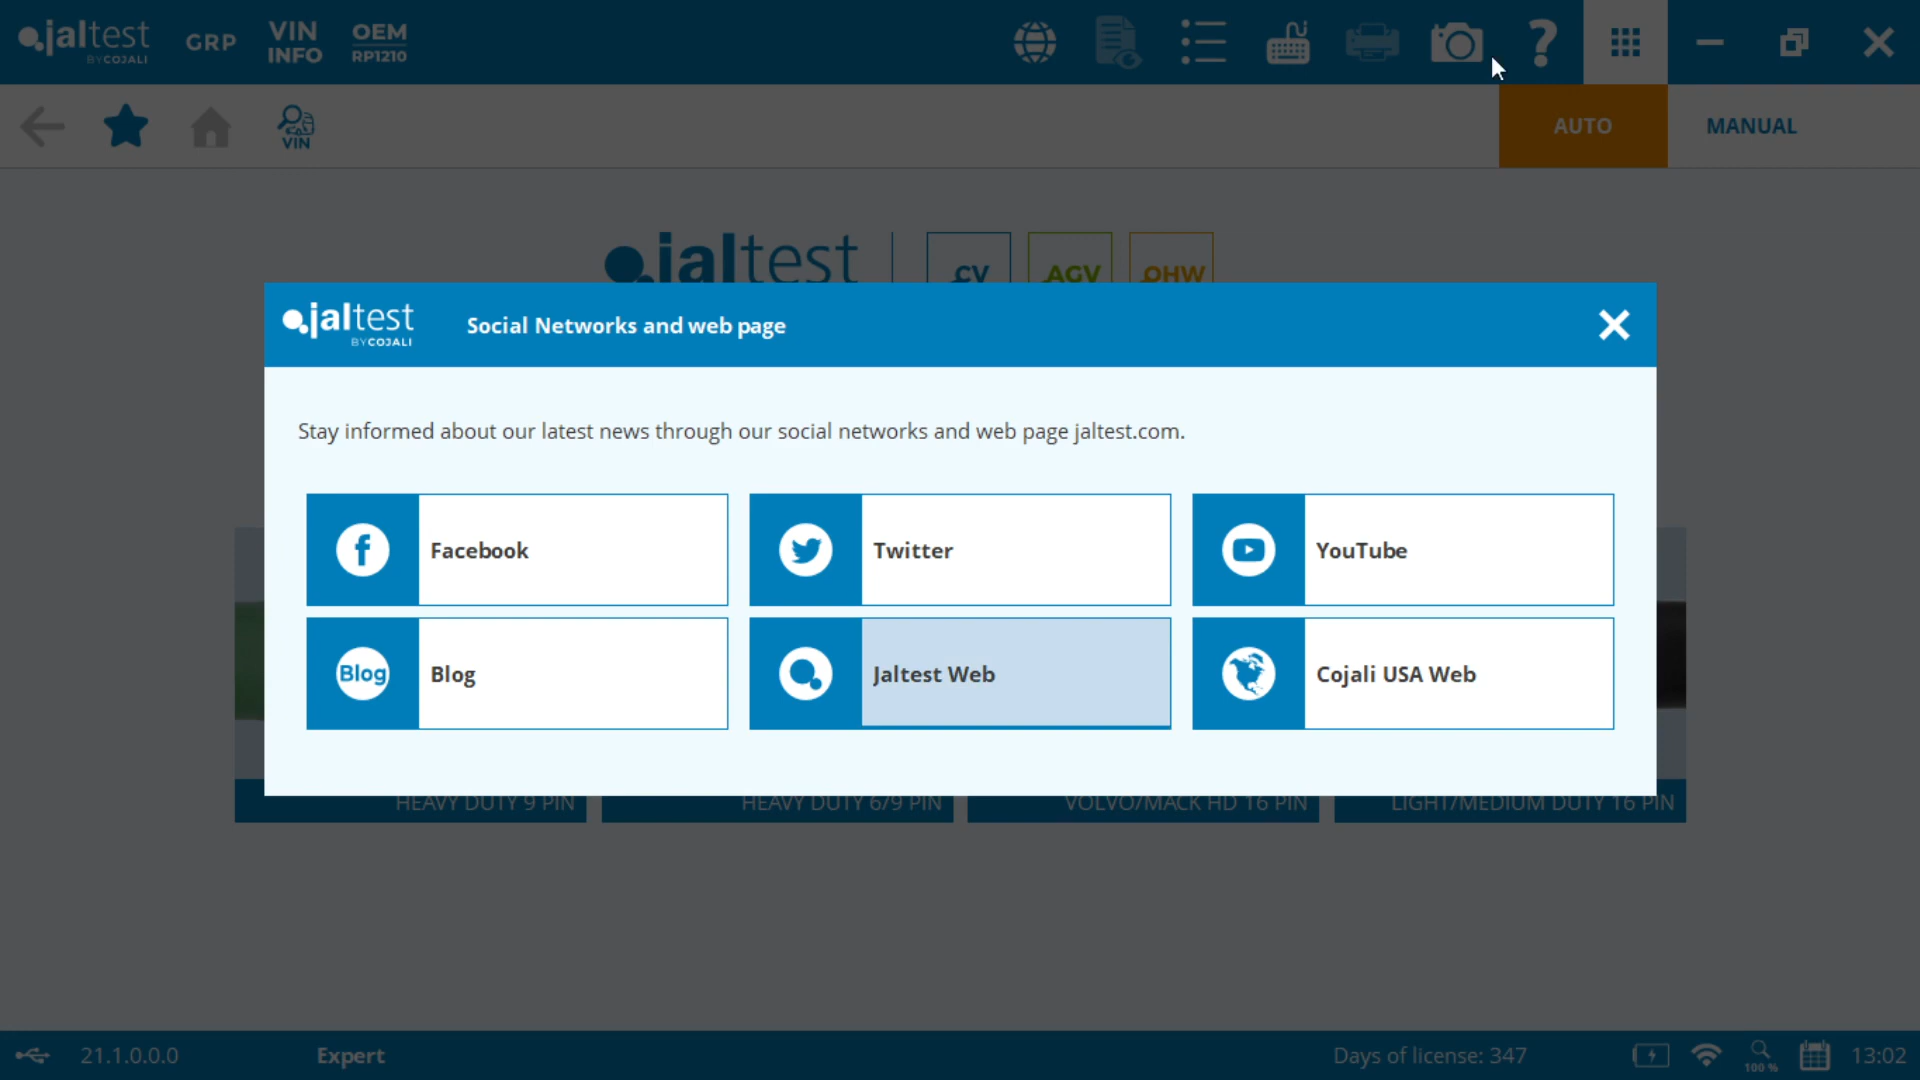 jaltest
BY COJALI
GRP
VIN
INFO
OEM
RP1210
?
VIN
AUTO
MANUAL
jaltest
CV
AGV
OHW
jaltest
BY COJALI
Social Networks and web page
Stay informed about our latest news through our social networks and web page jaltest.com.
Facebook
Twitter
YouTube
Blog
Blog
Jaltest Web
Cojali USA Web
HEAVY DUTY 9 PIN
HEAVY DUTY 6/9 PIN
VOLVO/MACK HD 16 PIN
LIGHT/MEDIUM DUTY 16 PIN
21.1.0.0.0
Expert
Days of license: 347
100 %
13:02